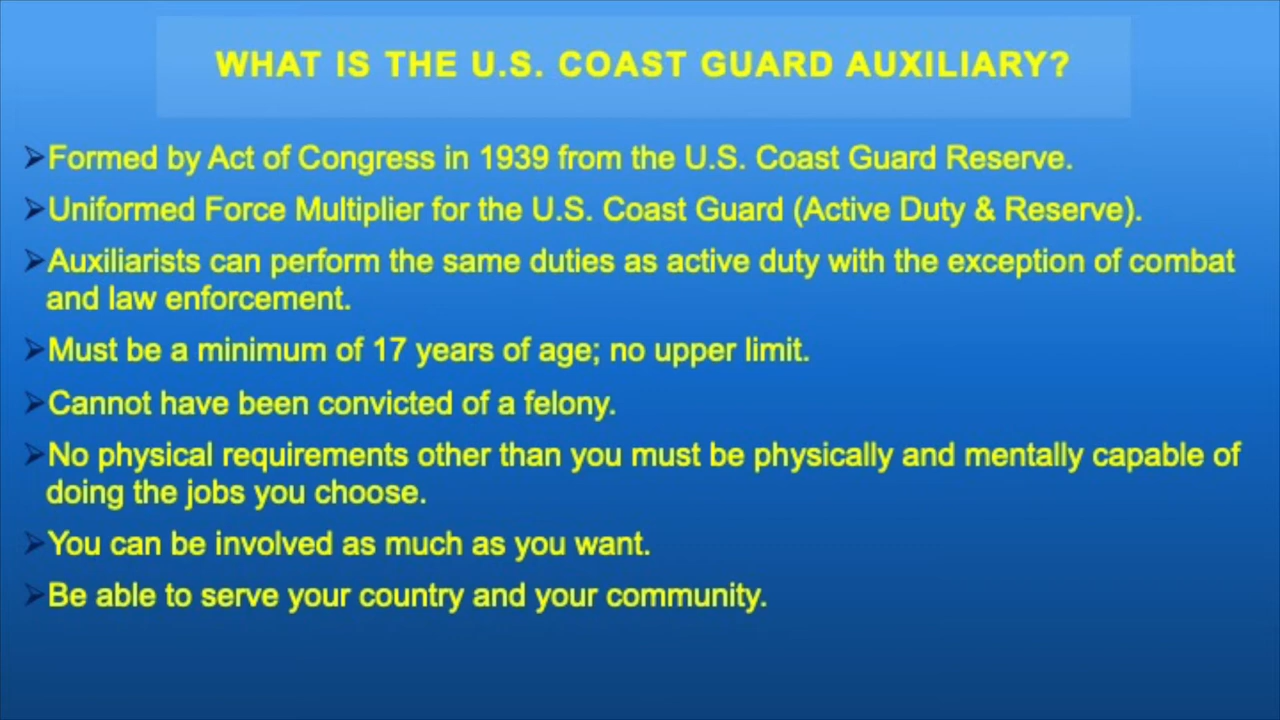 WHAT IS THE U.S. COAST GUARD AUXILIARY?
➢Formed by Act of Congress in 1939 from the U.S. Coast Guard Reserve.
➢Uniformed Force Multiplier for the U.S. Coast Guard (Active Duty & Reserve).
➢Auxiliarists can perform the same duties as active duty with the exception of combat
and law enforcement.
➢Must be a minimum of 17 years of age; no upper limit.
➢Cannot have been convicted of a felony.
➢No physical requirements other than you must be physically and mentally capable of
doing the jobs you choose.
➢You can be involved as much as you want.
➢Be able to serve your country and your community.